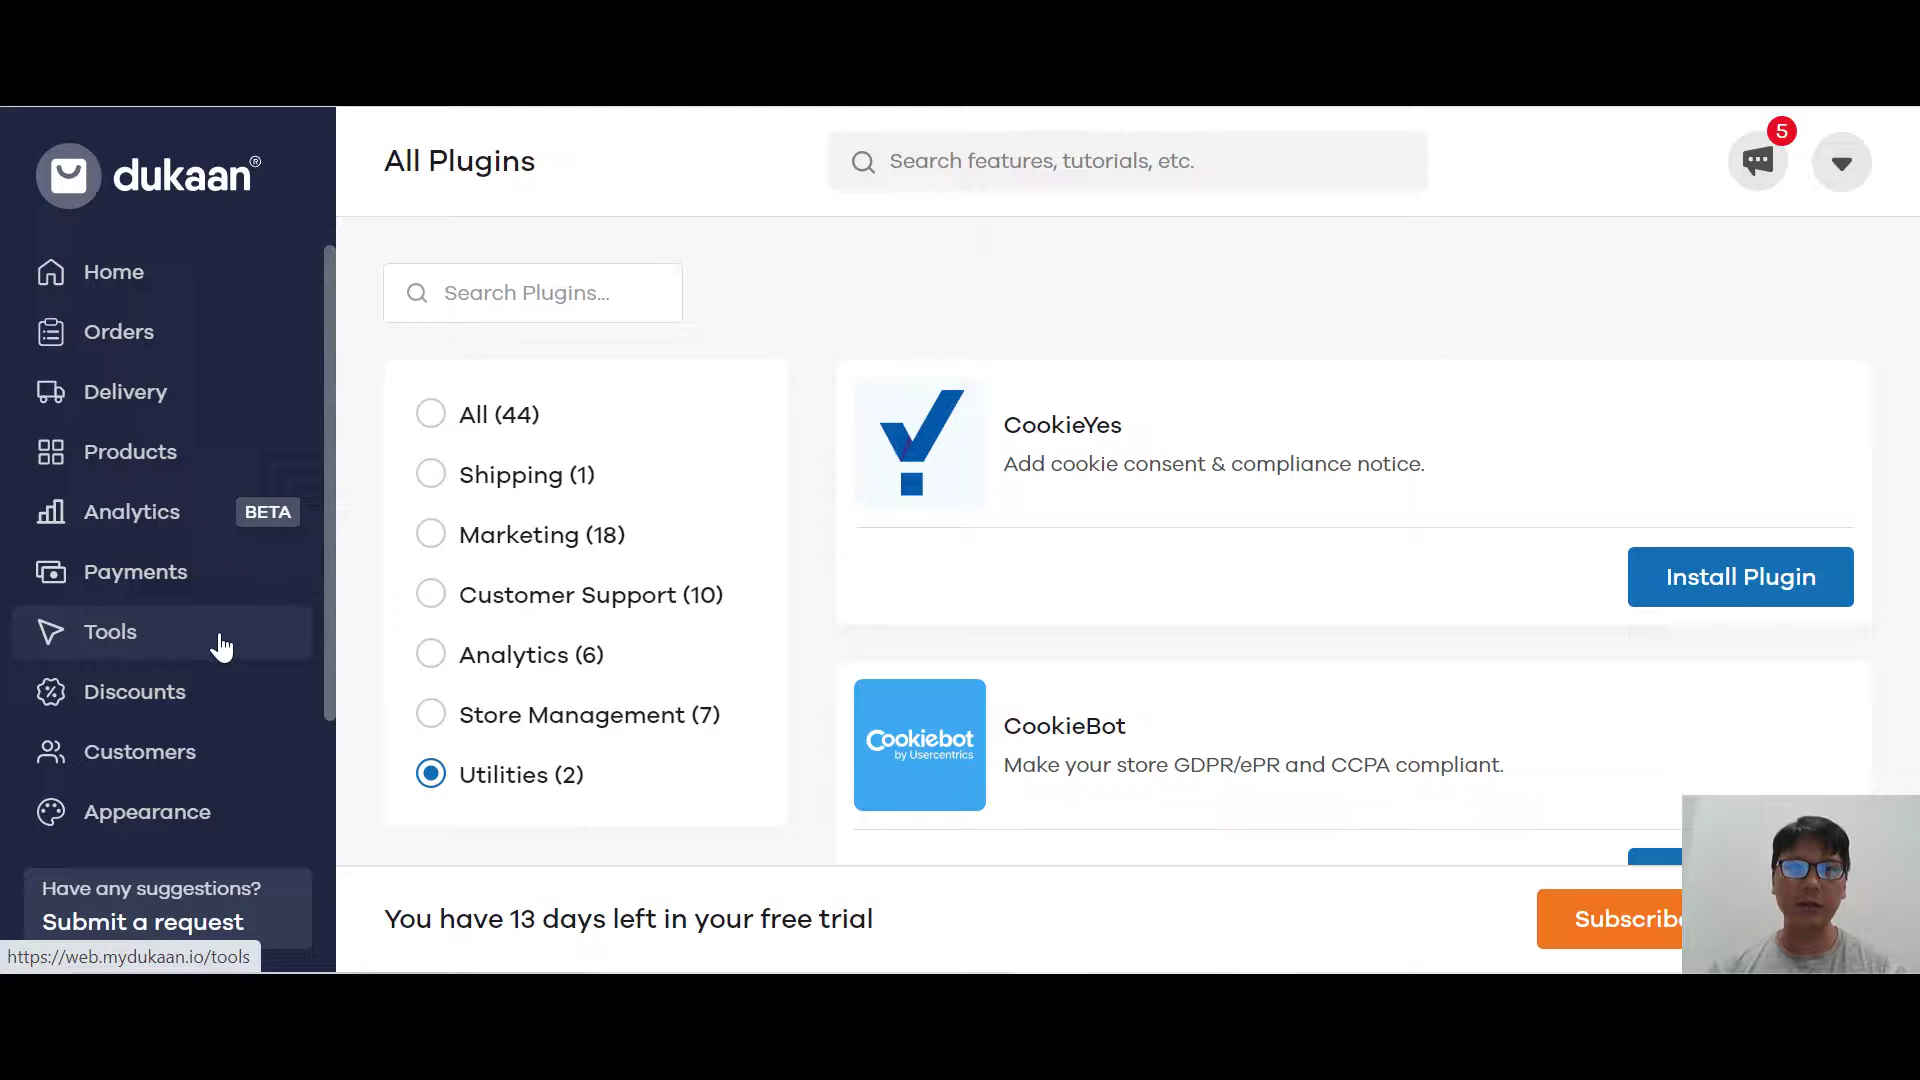 dukaan®
Home
Orders
Delivery
Products
Analytics BETA
Payments
Tools
Discounts
Customers
Appearance
Have any suggestions?
Submit a request
https://web.mydukaan.io/tools
All Plugins
Search features, tutorials, etc.
5
Search Plugins...
All (44)
Shipping (1)
Marketing (18)
Customer Support (10)
Analytics (6)
Store Management (7)
Utilities (2)
CookieYes
Add cookie consent & compliance notice.
Install Plugin
Cookiebot
by Usercentrics
CookieBot
Make your store GDPR/ePR and CCPA compliant.
You have 13 days left in your free trial
Subscribe